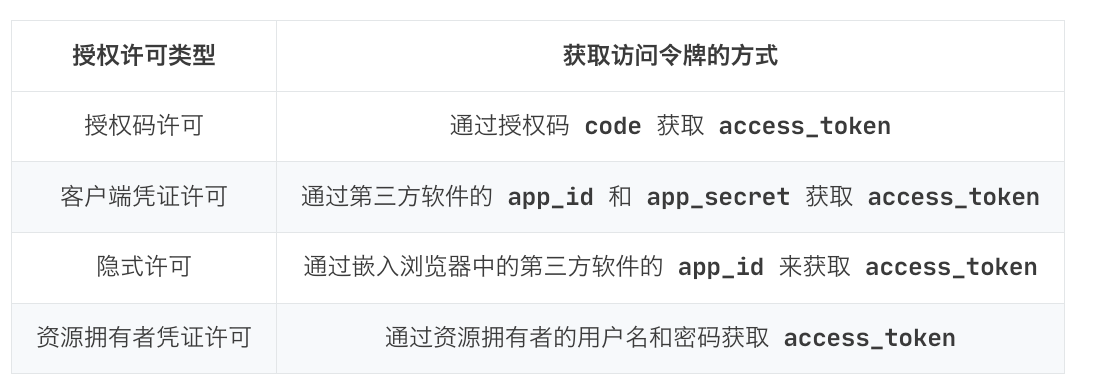 授权许可类型 获取访问令牌的方式
授权码许可 通过授权码 code 获取 access_token
客户端凭证许可 通过第三方软件的 app_id 和 app_secret 获取 access_token
隐式许可 通过嵌入浏览器中的第三方软件的 app_id 来获取 access_token
资源拥有者凭证许可 通过资源拥有者的用户名和密码获取 access_token